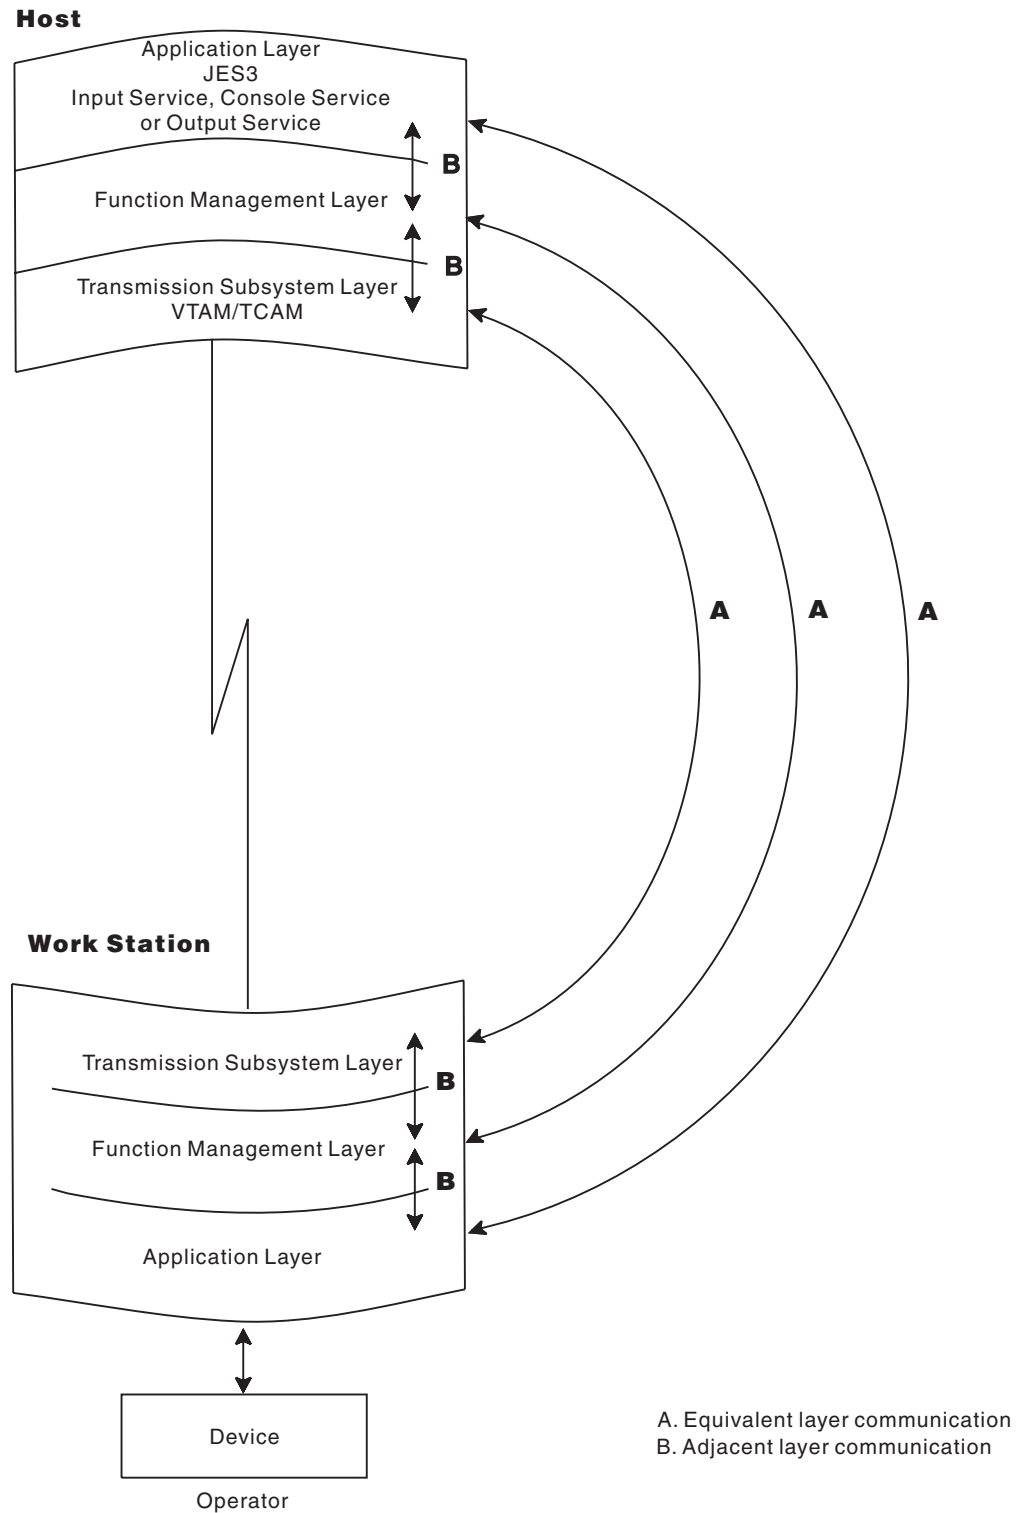 Host
Application Layer
JES3
Input Service, Console Service
or Output Service
B
Function Management Layer
B
Transmission Subsystem Layer
VTAM/TCAM
A
A
A
Work Station
Transmission Subsystem Layer
B
Function Management Layer
B
Application Layer
Device
Operator
A. Equivalent layer communication
B. Adjacent layer communication